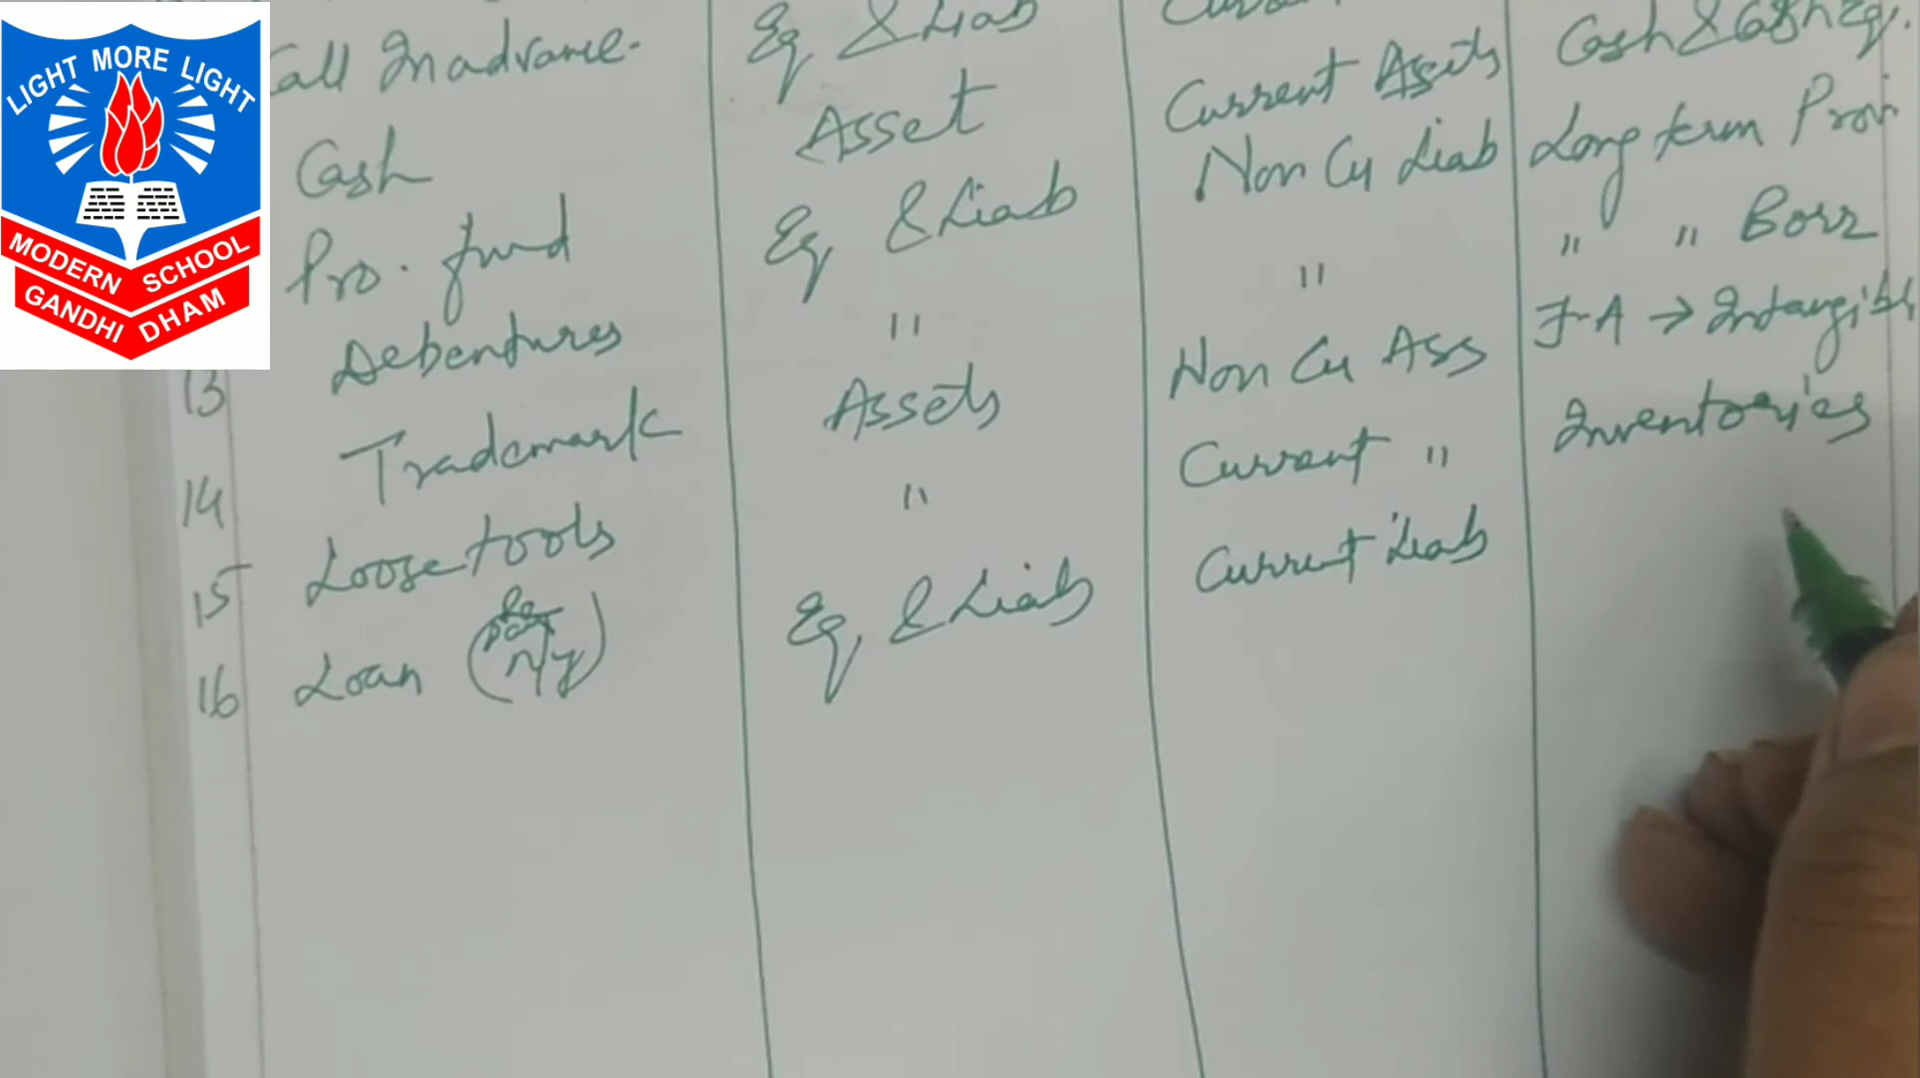 LIGHT MORE LIGHT
MODERN SCHOOL
GANDHI DHAM
Call In advance. Eq & Liab
Cash Asset Current Assets Cash & Cash Eq.
Pro. fund Eq & Liab Non Cu Liab Long term Prov
13 Debentures " " " " Borr
14 Trademark Assets Non Cu Ass F.A → Intangible
15 Loose tools " Current " Inventories
16 Loan (n/y) Eq & Liab Current Liab